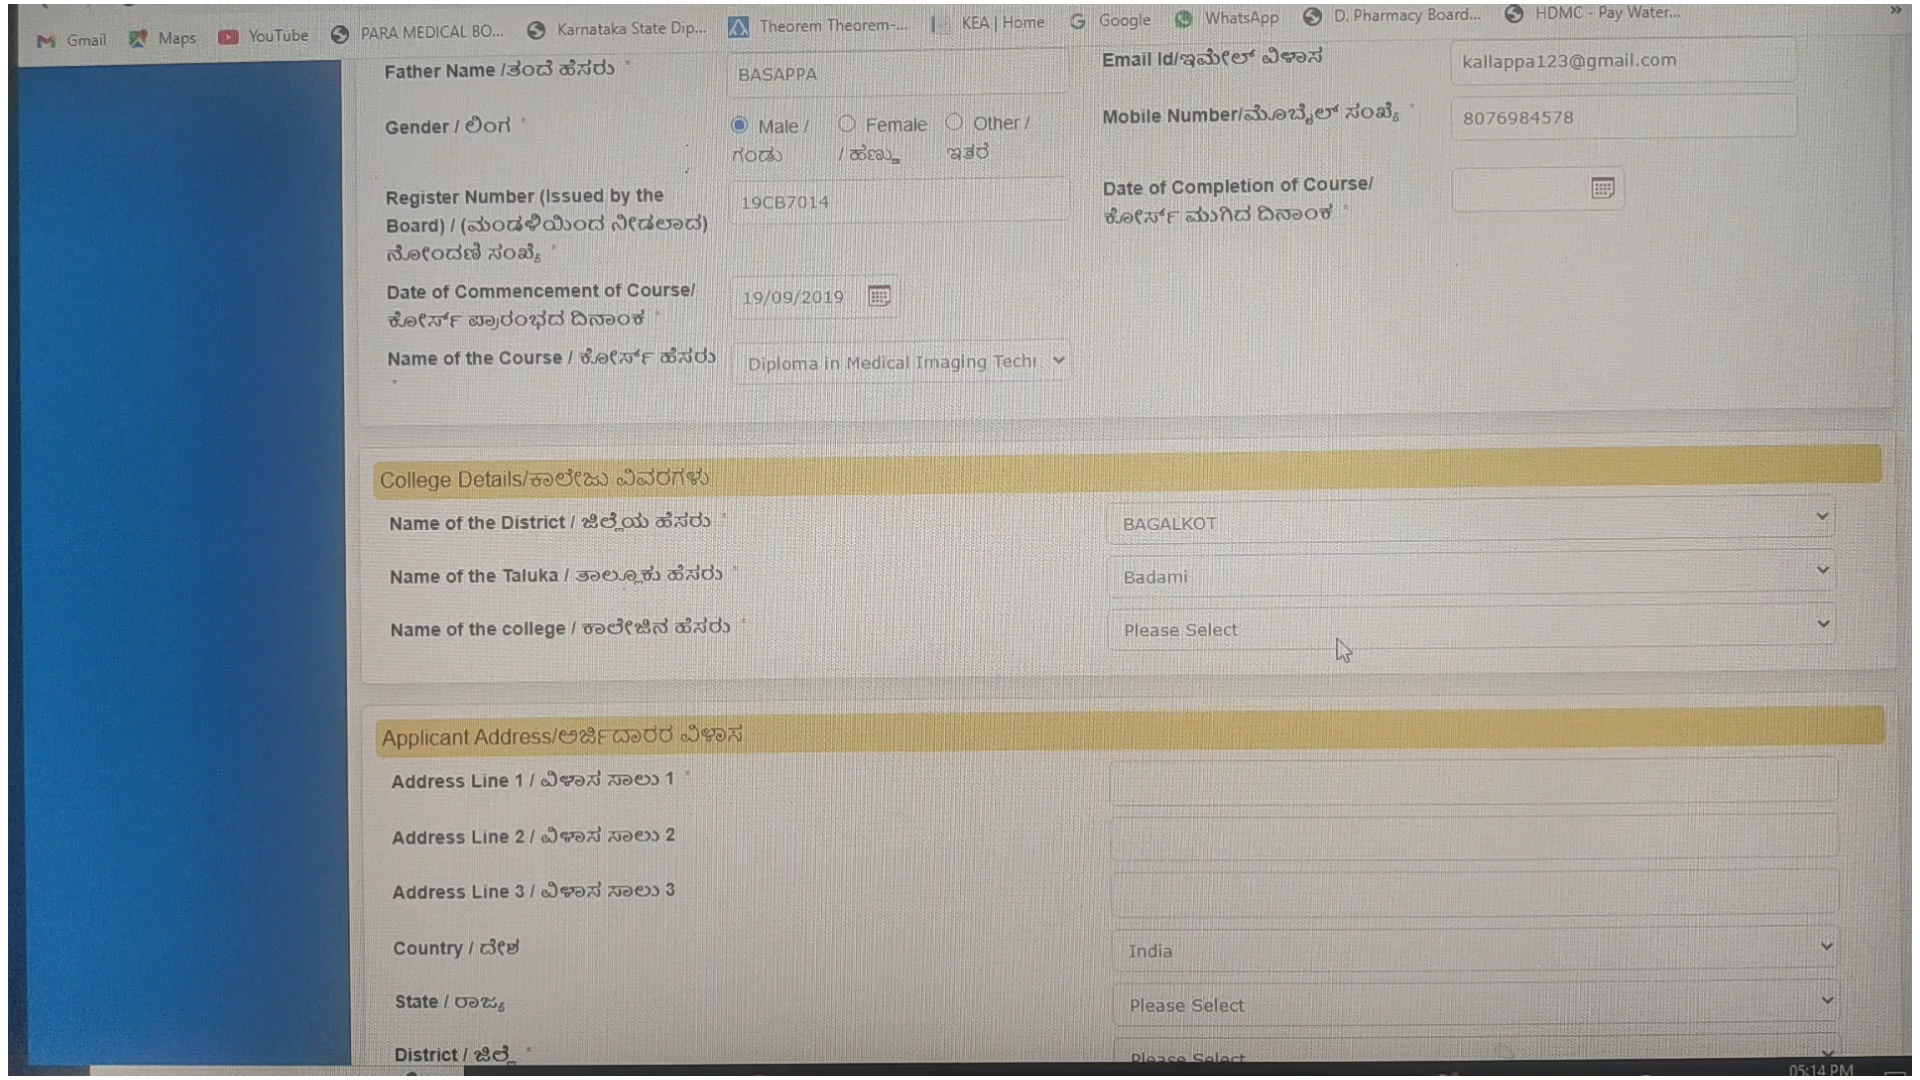 Gmail Maps YouTube PARA MEDICAL BO... Karnataka State Dip... Theorem Theorem-... KEA | Home Google WhatsApp D. Pharmacy Board... HDMC - Pay Water... »
Father Name /ತಂದೆ ಹೆಸರು * BASAPPA
Email Id/ಇಮೇಲ್ ವಿಳಾಸ kallappa123@gmail.com
Gender / ಲಿಂಗ * Male / ಗಂಡು Female / ಹೆಣ್ಣು Other / ಇತರೆ
Mobile Number/ಮೊಬೈಲ್ ಸಂಖ್ಯೆ * 8076984578
Register Number (Issued by the
Board) / (ಮಂಡಳಿಯಿಂದ ನೀಡಲಾದ)
ನೋಂದಣಿ ಸಂಖ್ಯೆ * 19CB7014
Date of Completion of Course/
ಕೋರ್ಸ್ ಮುಗಿದ ದಿನಾಂಕ *
Date of Commencement of Course/
ಕೋರ್ಸ್ ಪ್ರಾರಂಭದ ದಿನಾಂಕ * 19/09/2019
Name of the Course / ಕೋರ್ಸ್ ಹೆಸರು * Diploma in Medical Imaging Techr
College Details/ಕಾಲೇಜು ವಿವರಗಳು
Name of the District / ಜಿಲ್ಲೆಯ ಹೆಸರು * BAGALKOT
Name of the Taluka / ತಾಲ್ಲೂಕು ಹೆಸರು * Badami
Name of the college / ಕಾಲೇಜಿನ ಹೆಸರು * Please Select
Applicant Address/ಅರ್ಜಿದಾರರ ವಿಳಾಸ
Address Line 1 / ವಿಳಾಸ ಸಾಲು 1 *
Address Line 2 / ವಿಳಾಸ ಸಾಲು 2
Address Line 3 / ವಿಳಾಸ ಸಾಲು 3
Country / ದೇಶ India
State / ರಾಜ್ಯ Please Select
District / ಜಿಲ್ಲೆ * Please Select
05:14 PM